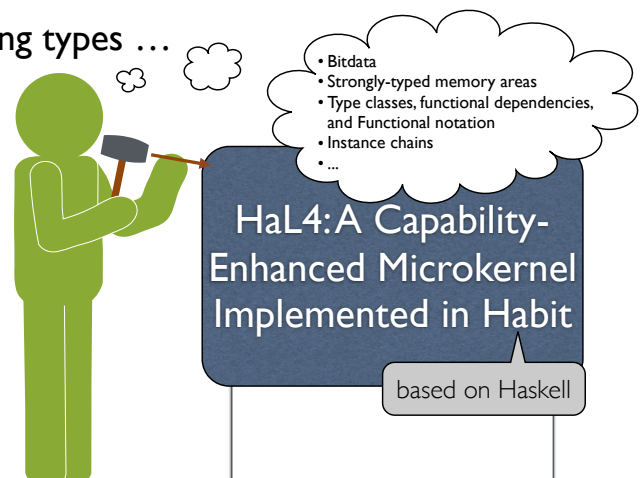 ng types …
• Bitdata
• Strongly-typed memory areas
• Type classes, functional dependencies,
and Functional notation
• Instance chains
• ...
HaL4: A Capability-
Enhanced Microkernel
Implemented in Habit
based on Haskell